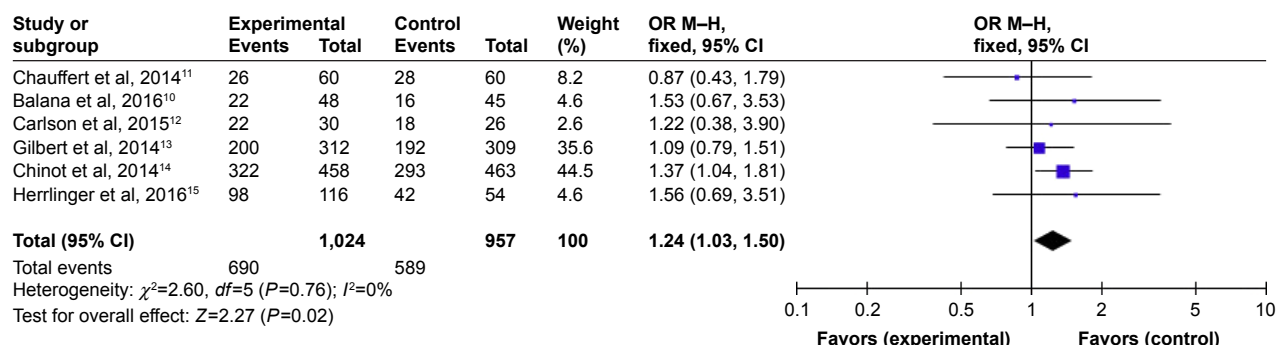 Study or Experimental Control Weight OR M–H, OR M–H,
subgroup Events Total Events Total (%) fixed, 95% CI fixed, 95% CI
Chauffert et al, 2014¹¹ 26 60 28 60 8.2 0.87 (0.43, 1.79)
Balana et al, 2016¹⁰ 22 48 16 45 4.6 1.53 (0.67, 3.53)
Carlson et al, 2015¹² 22 30 18 26 2.6 1.22 (0.38, 3.90)
Gilbert et al, 2014¹³ 200 312 192 309 35.6 1.09 (0.79, 1.51)
Chinot et al, 2014¹⁴ 322 458 293 463 44.5 1.37 (1.04, 1.81)
Herrlinger et al, 2016¹⁵ 98 116 42 54 4.6 1.56 (0.69, 3.51)
Total (95% CI) 1,024 957 100 1.24 (1.03, 1.50)
Total events 690 589
Heterogeneity: χ²=2.60, df=5 (P=0.76); I²=0%
Test for overall effect: Z=2.27 (P=0.02)
0.1 0.2 0.5 1 2 5 10
Favors (experimental) Favors (control)